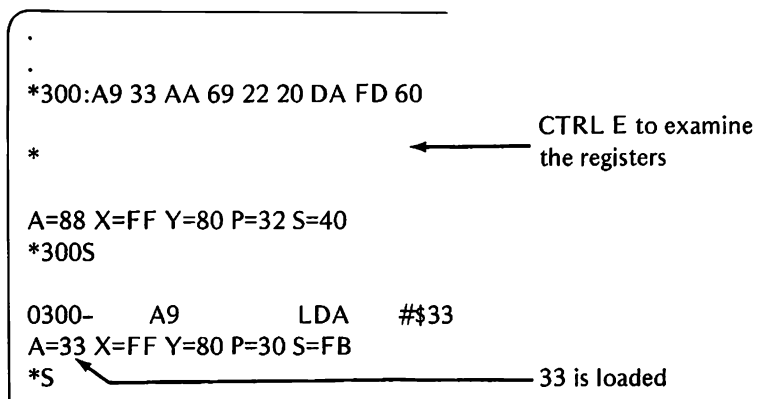 .
.
*300:A9 33 AA 69 22 20 DA FD 60
CTRL E to examine
the registers
*
A=88 X=FF Y=80 P=32 S=40
*300S
0300– A9 LDA #$33
A=33 X=FF Y=80 P=30 S=FB
*S
33 is loaded